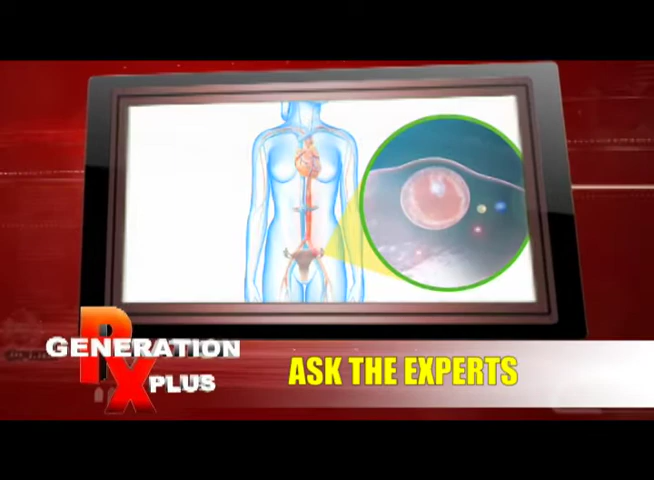 RX
GENERATION
PLUS
ASK THE EXPERTS